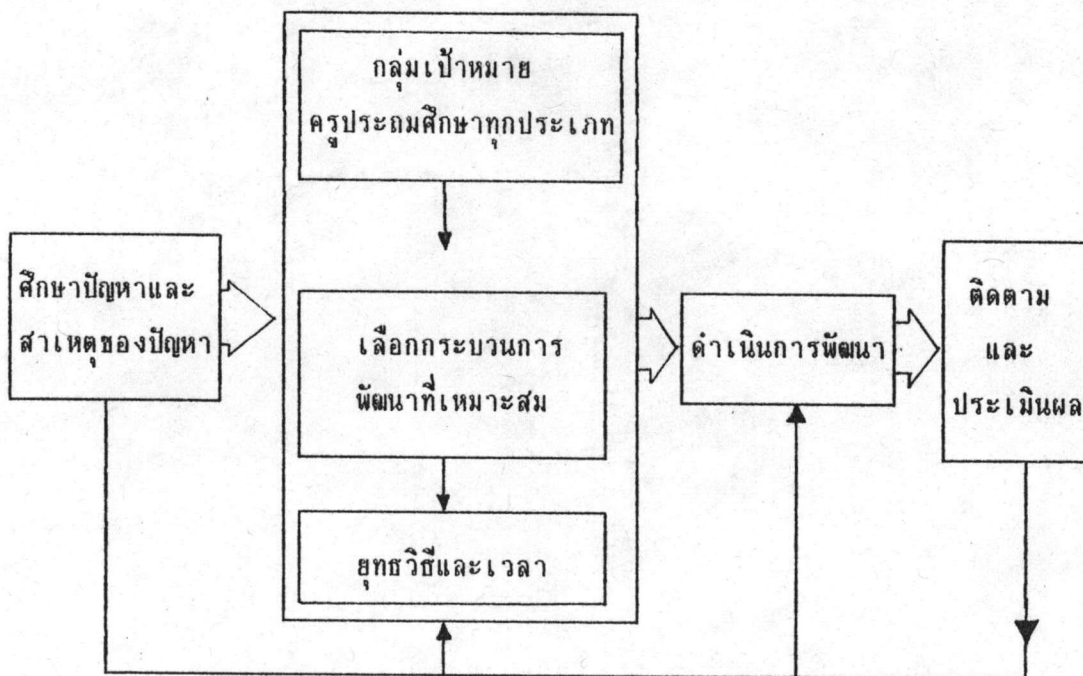 กลุ่มเป้าหมาย
ครูประถมศึกษาทุกประเภท
ศึกษาปัญหาและ
สาเหตุของปัญหา
เลือกกระบวนการ
พัฒนาที่เหมาะสม
ยุทธวิธีและเวลา
ดำเนินการพัฒนา
ติดตาม
และ
ประเมินผล